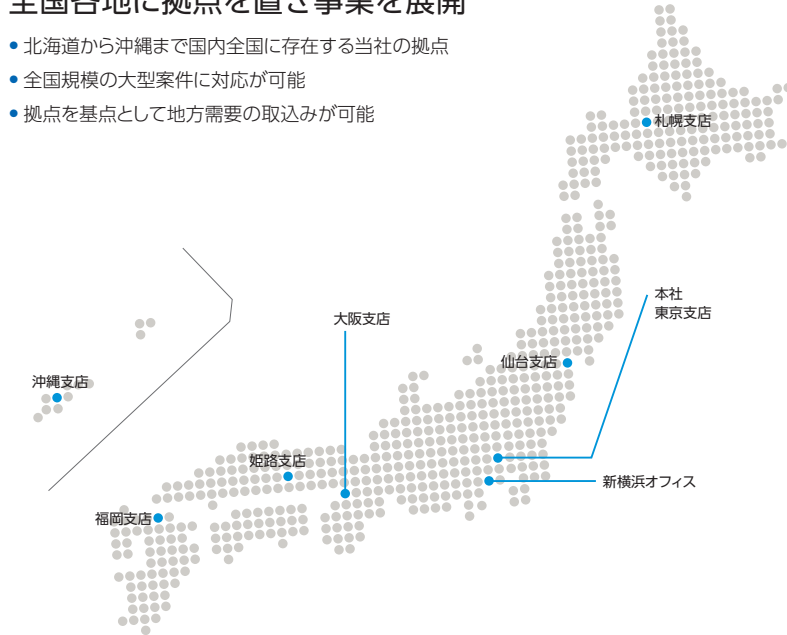 全国各地に拠点を置き事業を展開
北海道から沖縄まで国内全国に存在する当社の拠点
全国規模の大型案件に対応が可能
拠点を基点として地方需要の取込みが可能
札幌支店
本社
東京支店
大阪支店
仙台支店
沖縄支店
姫路支店
新横浜オフィス
福岡支店